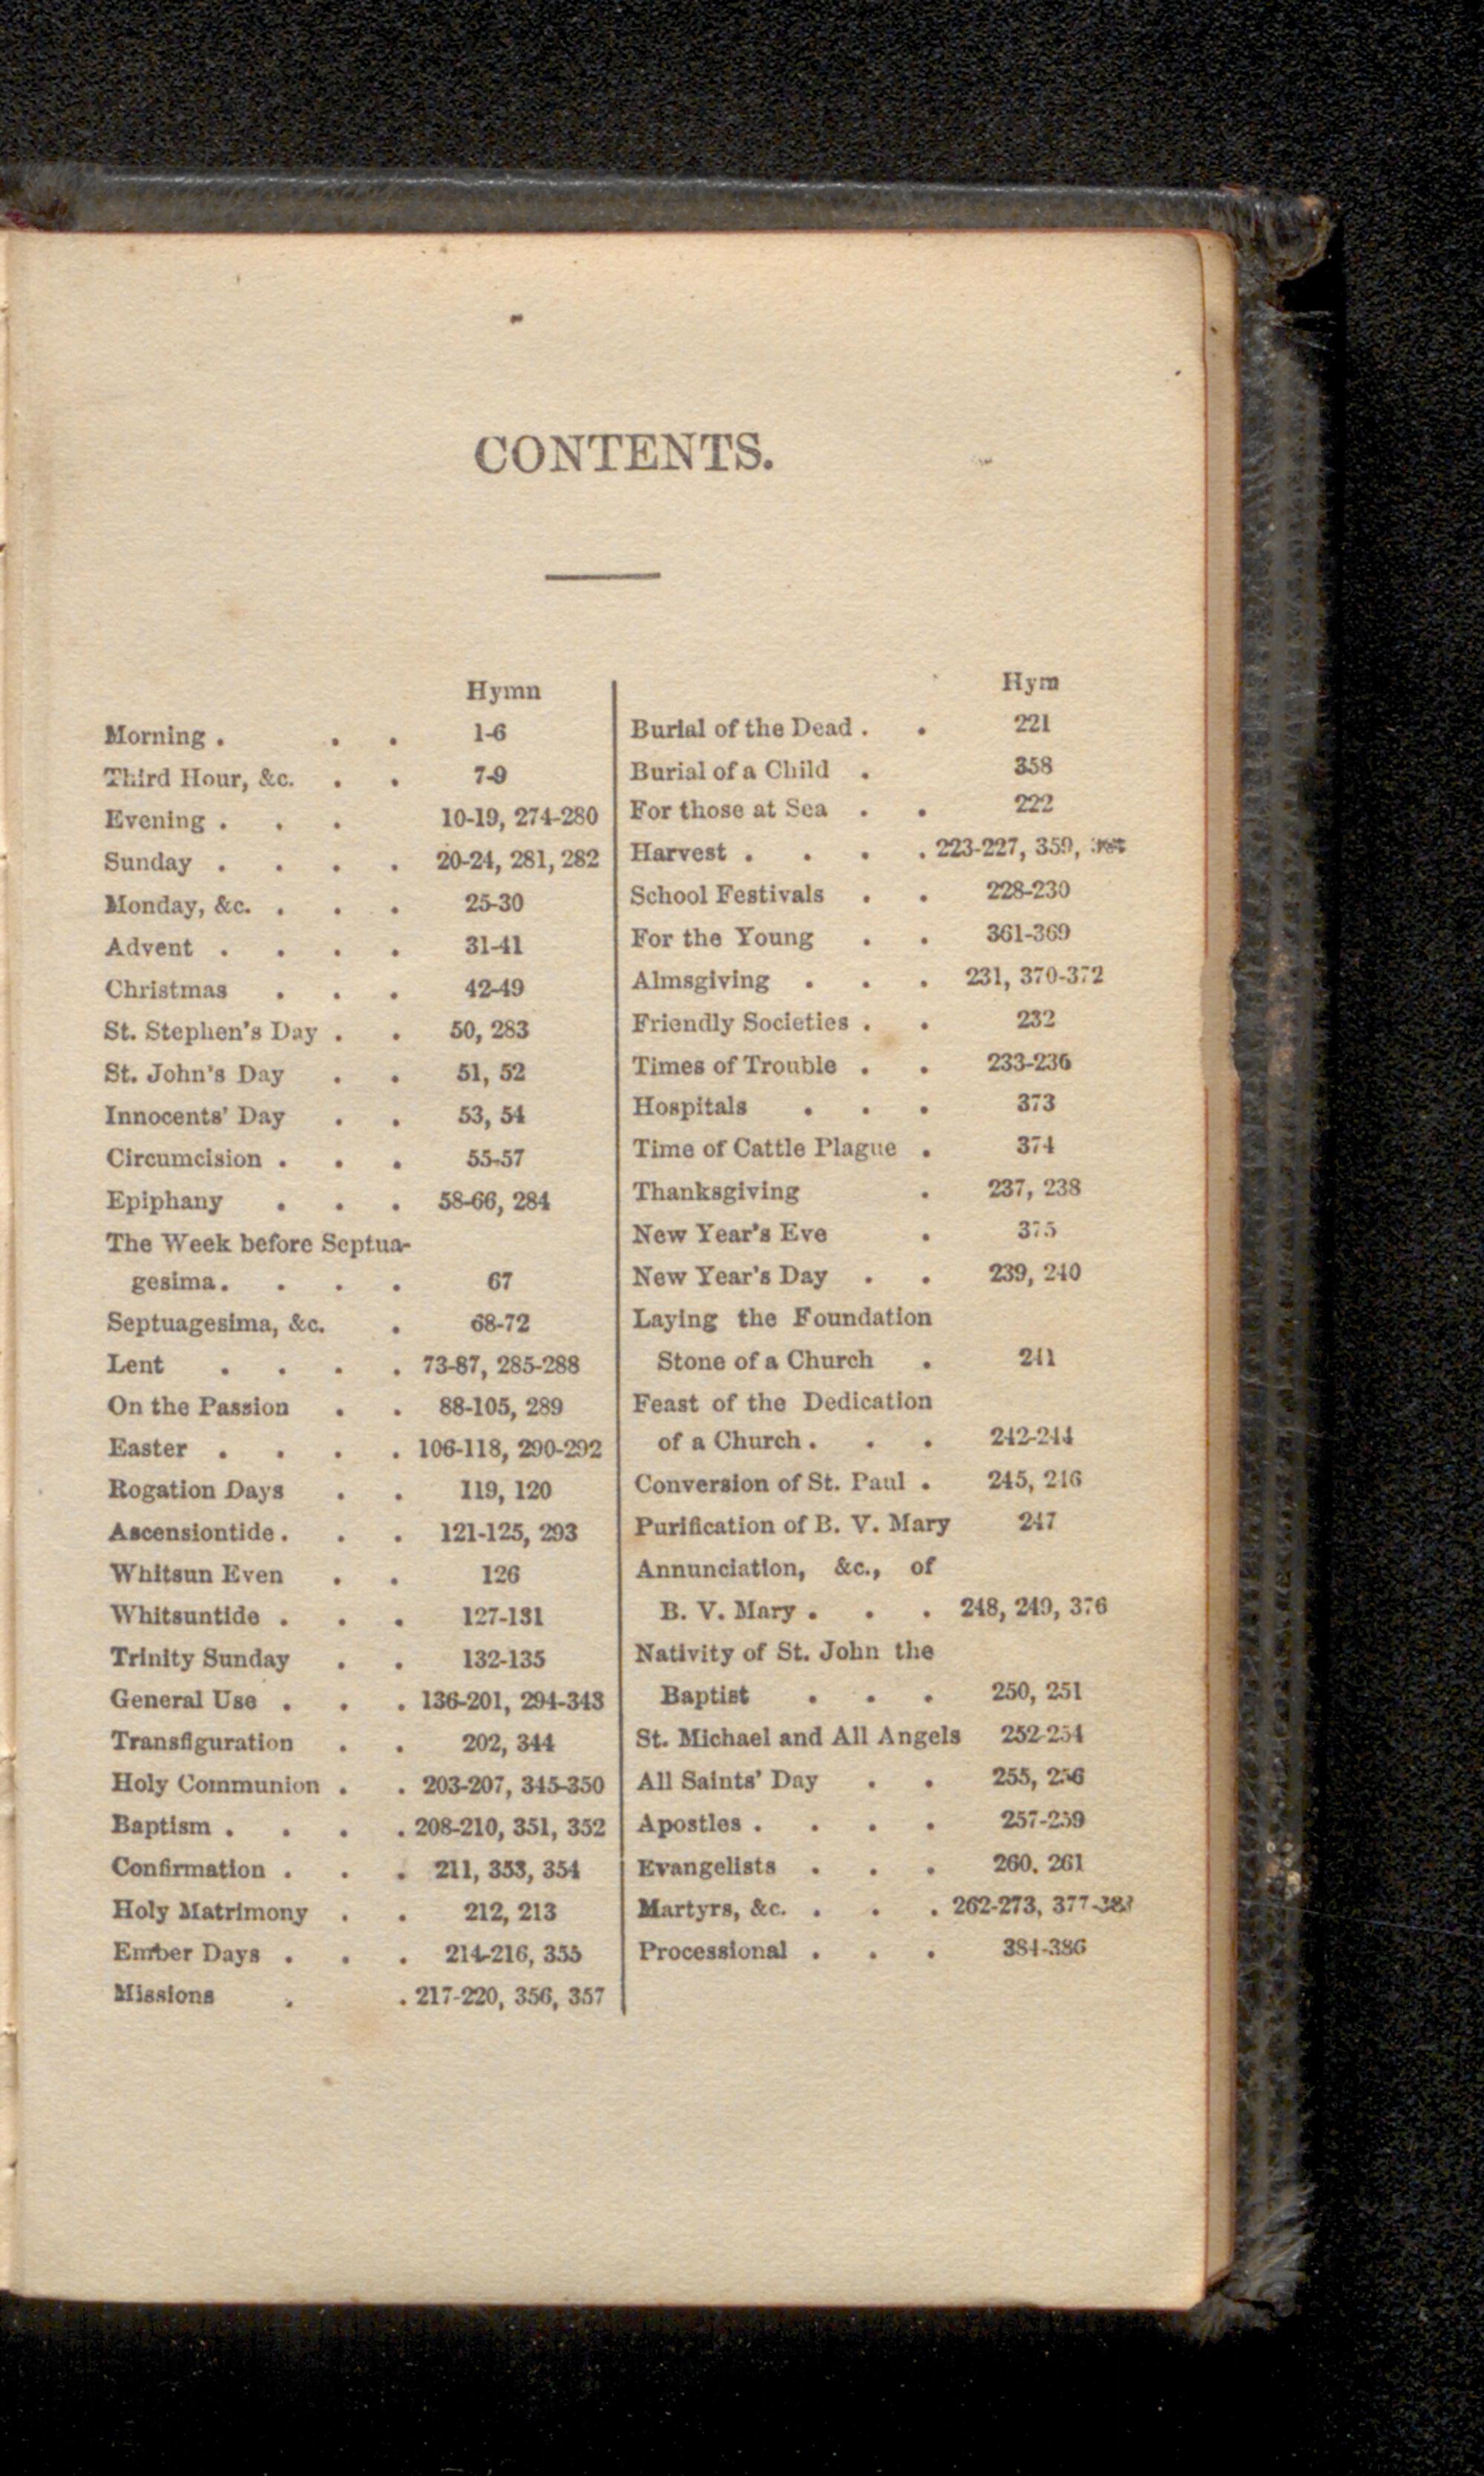 CONTENTS.
Hymn
Morning . . . 1-6
Third Hour, &c. . . 7-9
Evening . . . 10-19, 274-280
Sunday . . . . 20-24, 281, 282
Monday, &c. . . . 25-30
Advent . . . . 31-41
Christmas . . . 42-49
St. Stephen's Day . . 50, 283
St. John's Day . . 51, 52
Innocents' Day . . 53, 54
Circumcision . . . 55-57
Epiphany . . . 58-66, 284
The Week before Septua-
gesima . . . . 67
Septuagesima, &c. . 68-72
Lent . . . . 73-87, 285-288
On the Passion . . 88-105, 289
Easter . . . . 106-118, 290-292
Rogation Days . . 119, 120
Ascensiontide . . . 121-125, 293
Whitsun Even . . 126
Whitsuntide . . . 127-131
Trinity Sunday . . 132-135
General Use . . . 136-201, 294-343
Transfiguration . . 202, 344
Holy Communion . . 203-207, 345-350
Baptism . . . . 208-210, 351, 352
Confirmation . . . 211, 353, 354
Holy Matrimony . . 212, 213
Ember Days . . . 214-216, 355
Missions . . 217-220, 356, 357
Hym
Burial of the Dead . . 221
Burial of a Child . 358
For those at Sea . . 222
Harvest . . . . 223-227, 359,
School Festivals . . 228-230
For the Young . . 361-369
Almsgiving . . . 231, 370-372
Friendly Societies . . 232
Times of Trouble . . 233-236
Hospitals . . . 373
Time of Cattle Plague . 374
Thanksgiving . 237, 238
New Year's Eve . 375
New Year's Day . . 239, 240
Laying the Foundation
Stone of a Church . 241
Feast of the Dedication
of a Church . . . 242-244
Conversion of St. Paul . 245, 246
Purification of B. V. Mary 247
Annunciation, &c., of
B. V. Mary . . . 248, 249, 376
Nativity of St. John the
Baptist . . . 250, 251
St. Michael and All Angels 252-254
All Saints' Day . . 255, 256
Apostles . . . . 257-259
Evangelists . . . 260, 261
Martyrs, &c. . . . 262-273, 377-383
Processional . . . 384-386